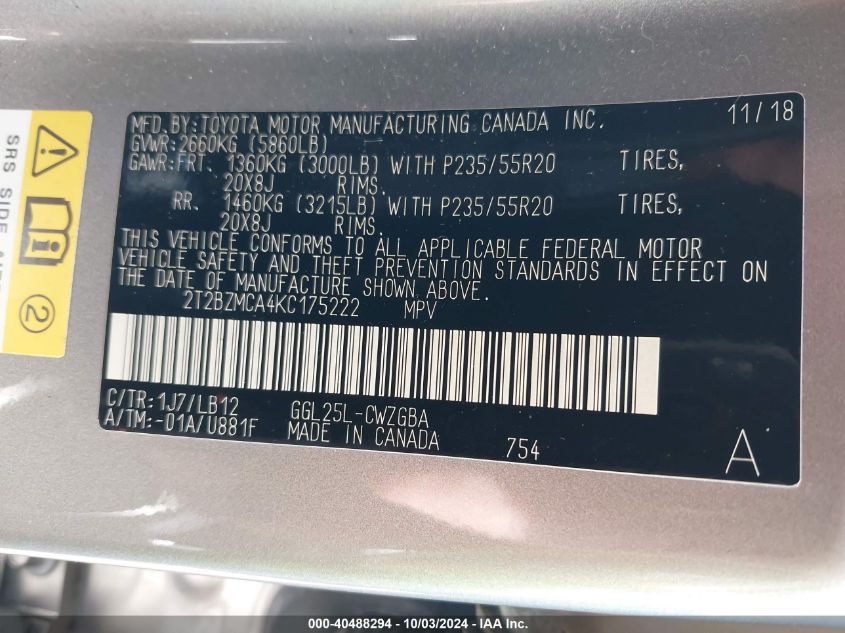 MFD.BY:TOYOTA MOTOR MANUFACTURING CANADA INC. 11/18
GVWR:2660KG (5860LB)
GAWR:FRT. 1360KG (3000LB) WITH P235/55R20 TIRES,
20X8J RIMS.
RR. 1460KG (3215LB) WITH P235/55R20 TIRES,
20X8J RIMS.
THIS VEHICLE CONFORMS TO ALL APPLICABLE FEDERAL MOTOR
VEHICLE SAFETY AND THEFT PREVENTION STANDARDS IN EFFECT ON
THE DATE OF MANUFACTURE SHOWN ABOVE.
2T2BZMCA4KC175222 MPV
C/TR:1J7/LB12 GGL25L-CWZGBA
A/TM:-01A/U881F MADE IN CANADA 754 A
SRS SIDE
2
000-40488294 - 10/03/2024 - IAA Inc.